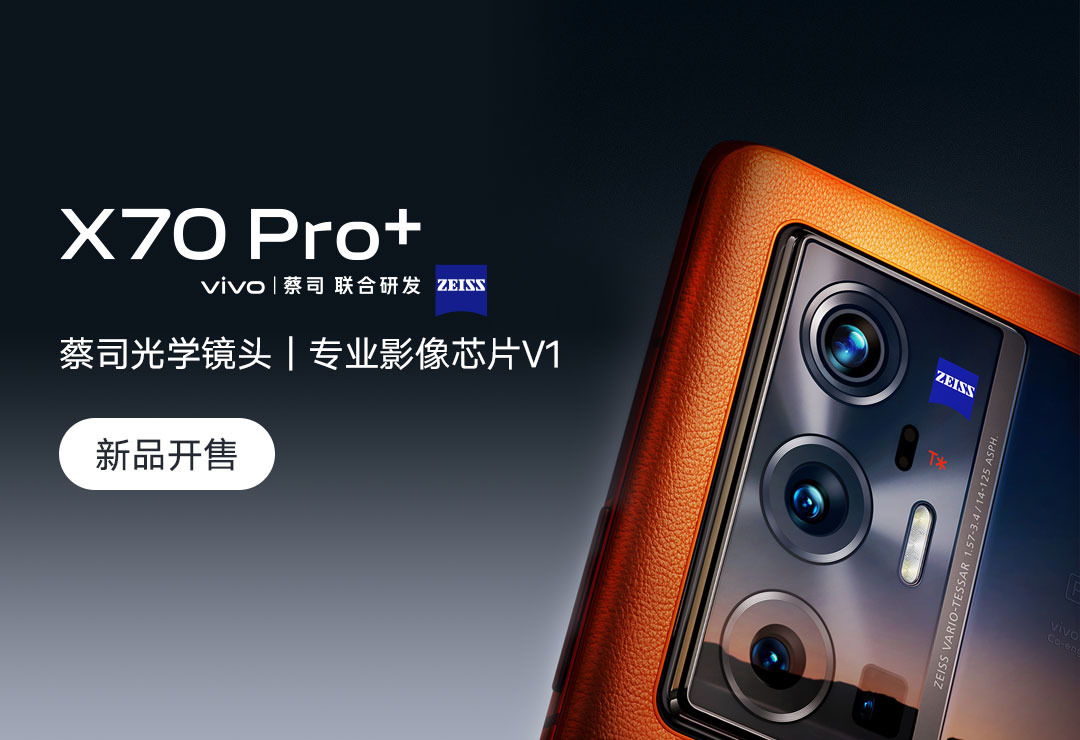 X70 Pro+
vivo | 蔡司 联合研发 ZEISS
蔡司光学镜头 | 专业影像芯片V1
新品开售
ZEISS
T*
ZEISS VARIO-TESSAR 1.57-3.4 / 14-125 ASPH.
vivo